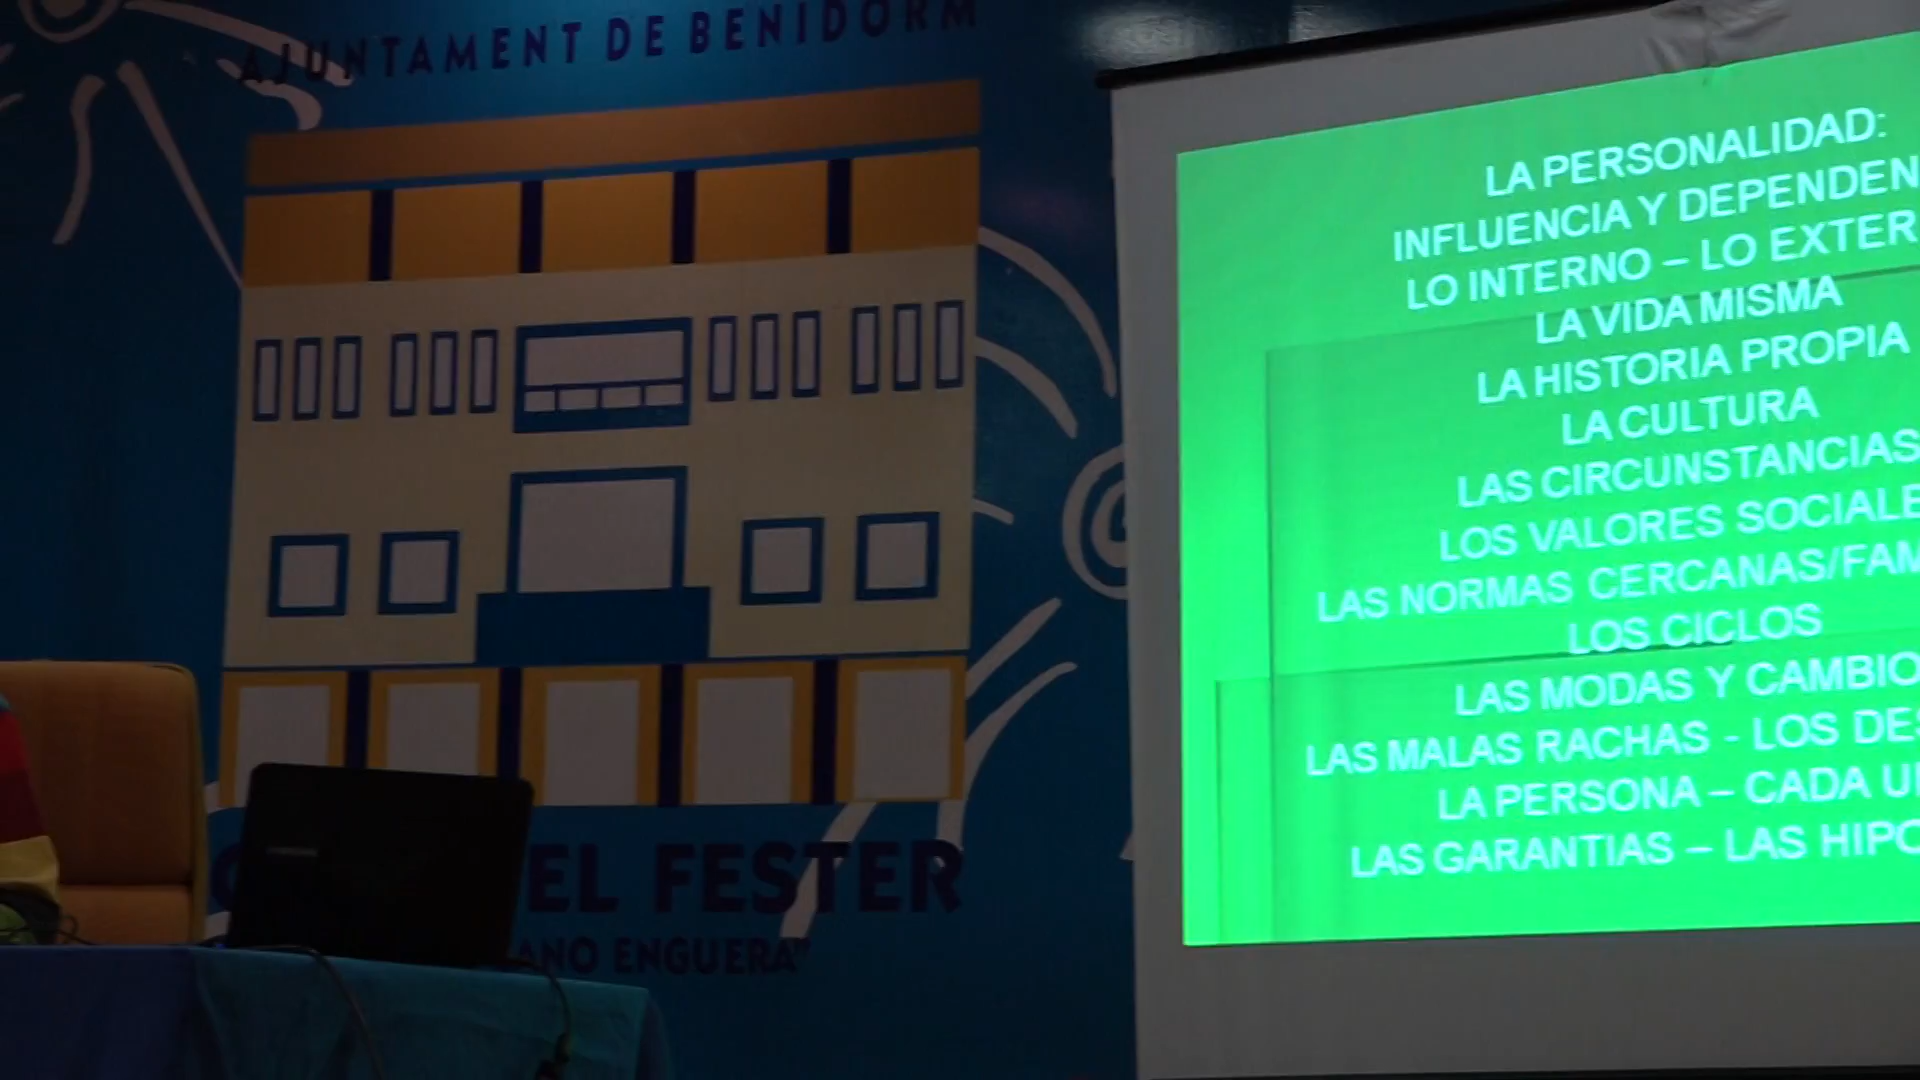 AJUNTAMENT DE BENIDORM
EL FESTER
ENGUERA"
LA PERSONALIDAD:
INFLUENCIA Y DEPENDEN
LO INTERNO – LO EXTER
LA VIDA MISMA
LA HISTORIA PROPIA
LA CULTURA
LAS CIRCUNSTANCIAS
LOS VALORES SOCIALE
LAS NORMAS CERCANAS/FAM
LOS CICLOS
LAS MODAS Y CAMBIO
LAS MALAS RACHAS - LOS DES
LA PERSONA – CADA U
LAS GARANTIAS – LAS HIPO